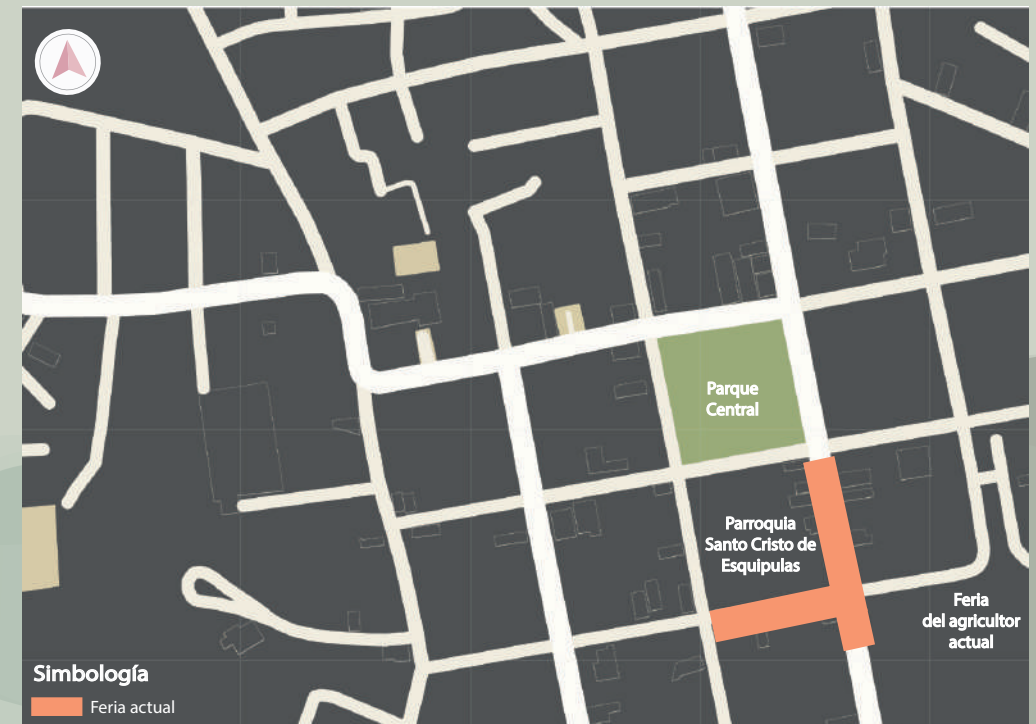 Parque
Central
Parroquia
Santo Cristo de
Esquipulas
Feria
del agricultor
actual
Simbología
Feria actual